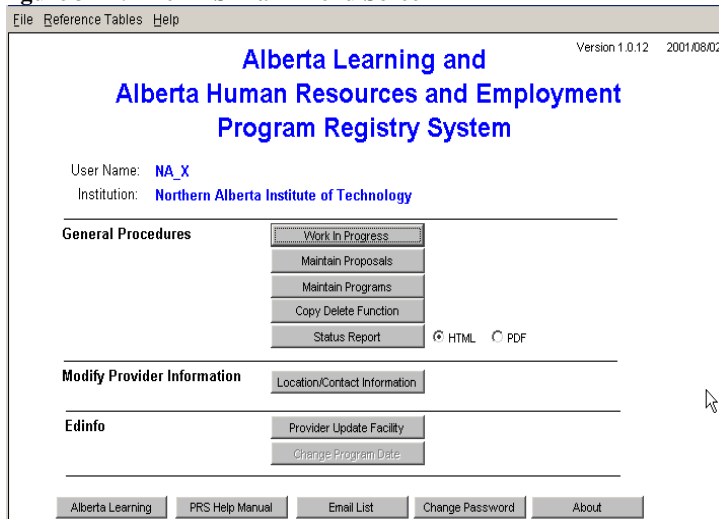 File Reference Tables Help
Version 1.0.12 2001/08/02
Alberta Learning and
Alberta Human Resources and Employment
Program Registry System
User Name: NA_X
Institution: Northern Alberta Institute of Technology
General Procedures
Work In Progress
Maintain Proposals
Maintain Programs
Copy Delete Function
Status Report HTML PDF
Modify Provider Information Location/Contact Information
Edinfo Provider Update Facility
Change Program Date
Alberta Learning PRS Help Manual Email List Change Password About